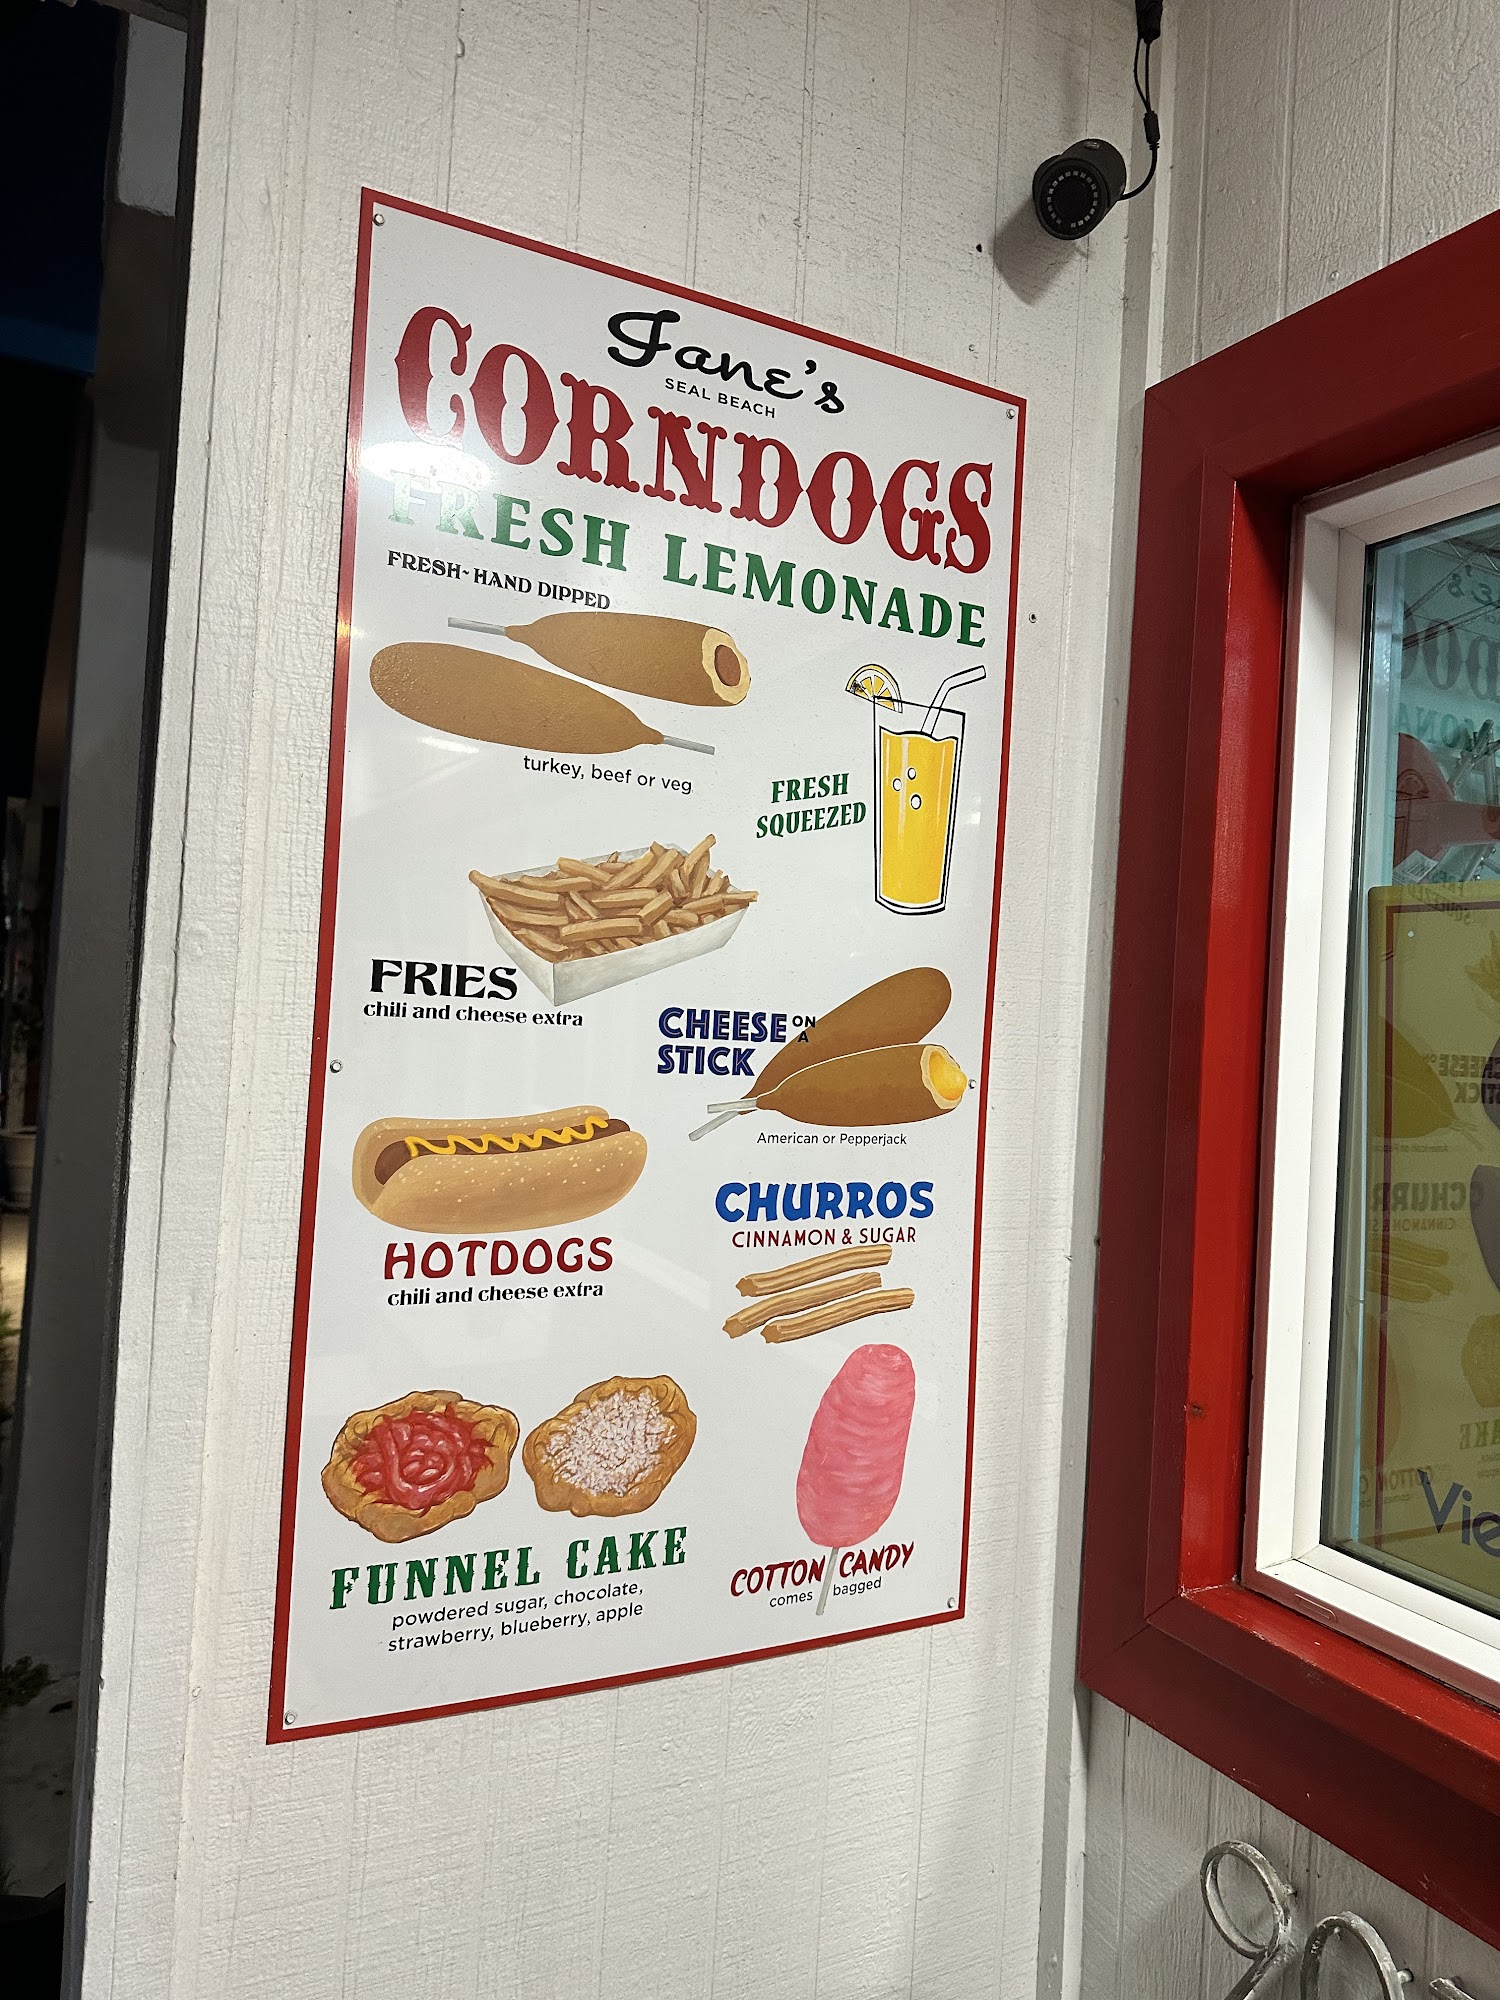 Jane's
SEAL BEACH
CORNDOGS
FRESH LEMONADE
FRESH~HAND DIPPED
turkey, beef or veg
FRESH
SQUEEZED
FRIES
chili and cheese extra
CHEESE ON A
STICK
American or Pepperjack
HOTDOGS
chili and cheese extra
CHURROS
CINNAMON & SUGAR
FUNNEL CAKE
powdered sugar, chocolate,
strawberry, blueberry, apple
COTTON CANDY
comes bagged
Vie